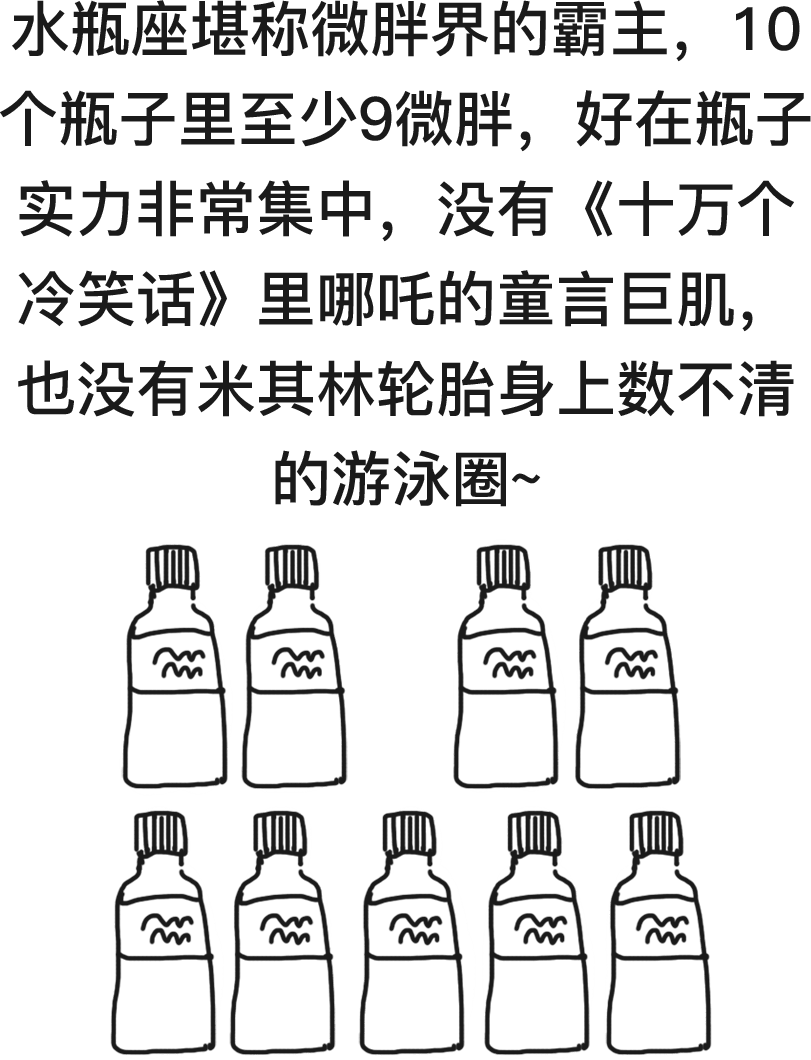 水瓶座堪称微胖界的霸主，10
个瓶子里至少9微胖，好在瓶子
实力非常集中，没有《十万个
冷笑话》里哪吒的童言巨肌，
也没有米其林轮胎身上数不清
的游泳圈~